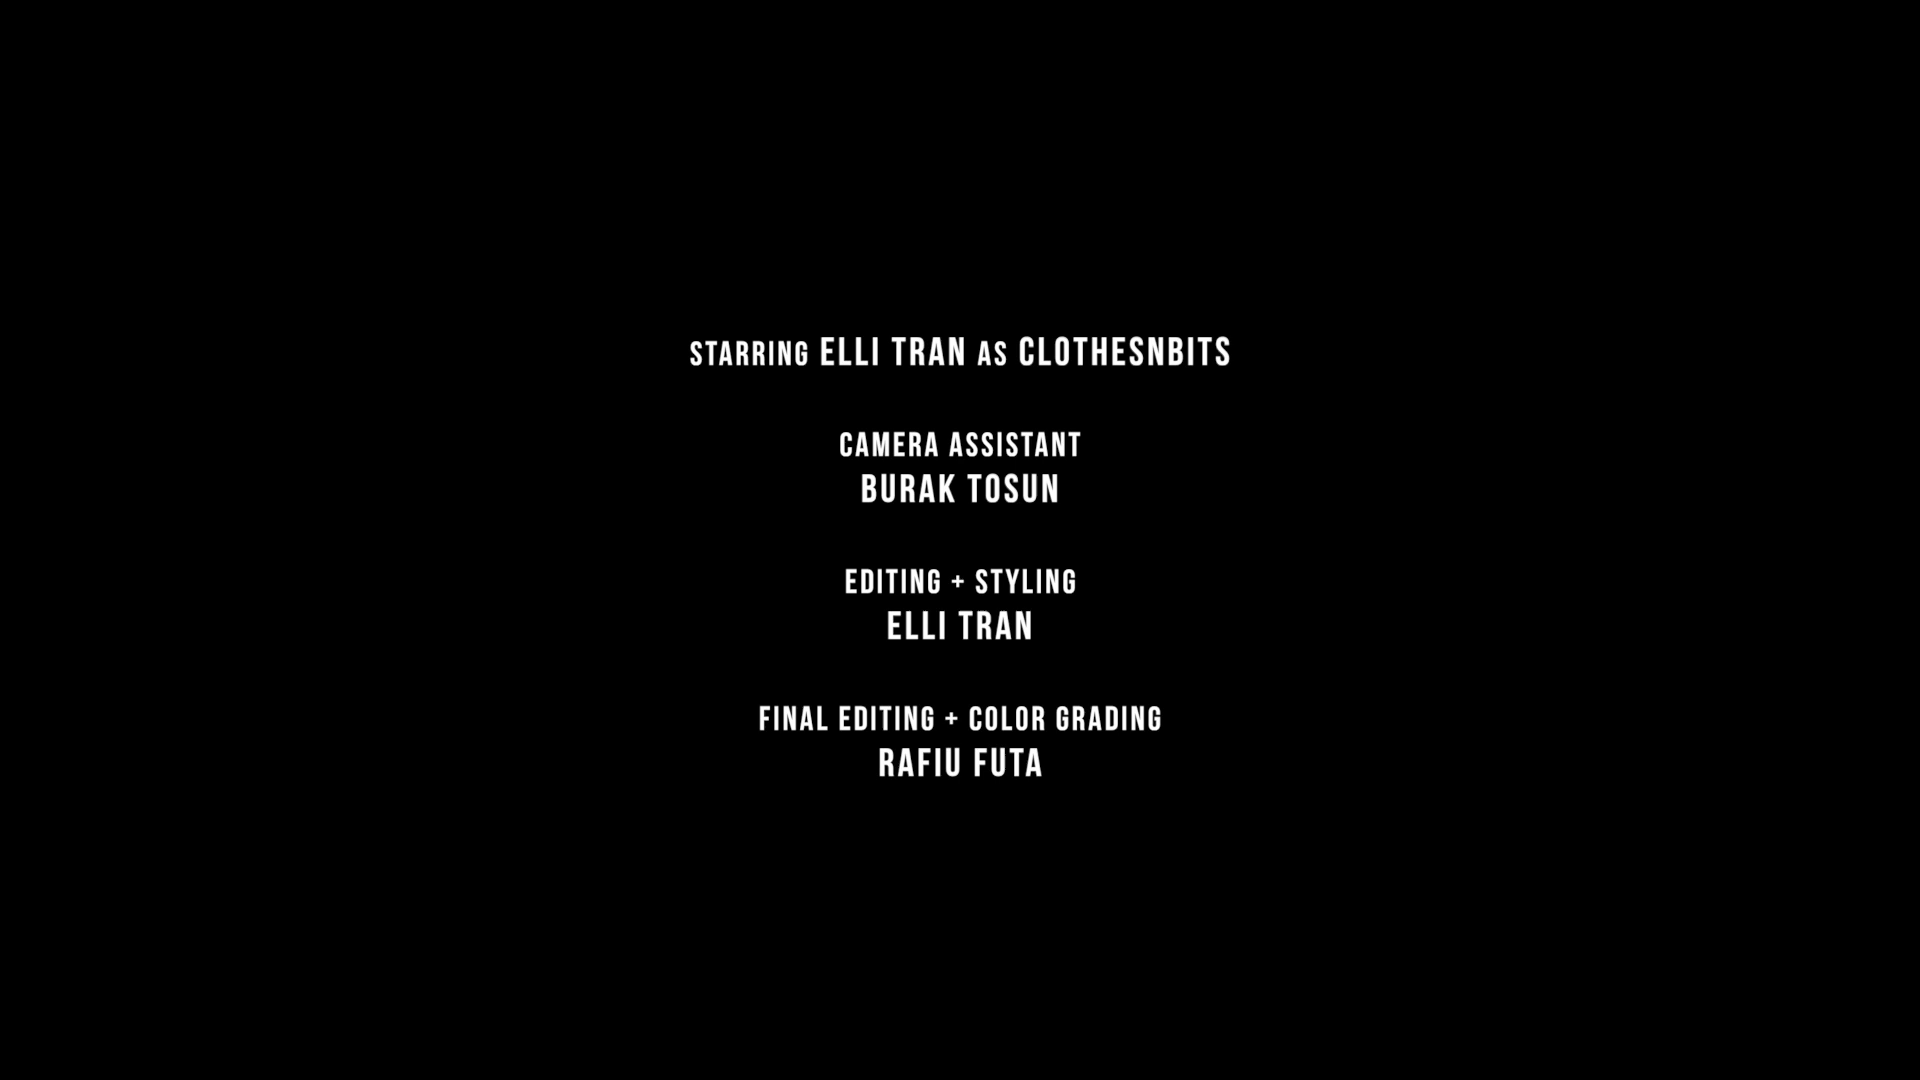 STARRING ELLI TRAN AS CLOTHESNBITS
CAMERA ASSISTANT
BURAK TOSUN
EDITING + STYLING
ELLI TRAN
FINAL EDITING + COLOR GRADING
RAFIU FUTA